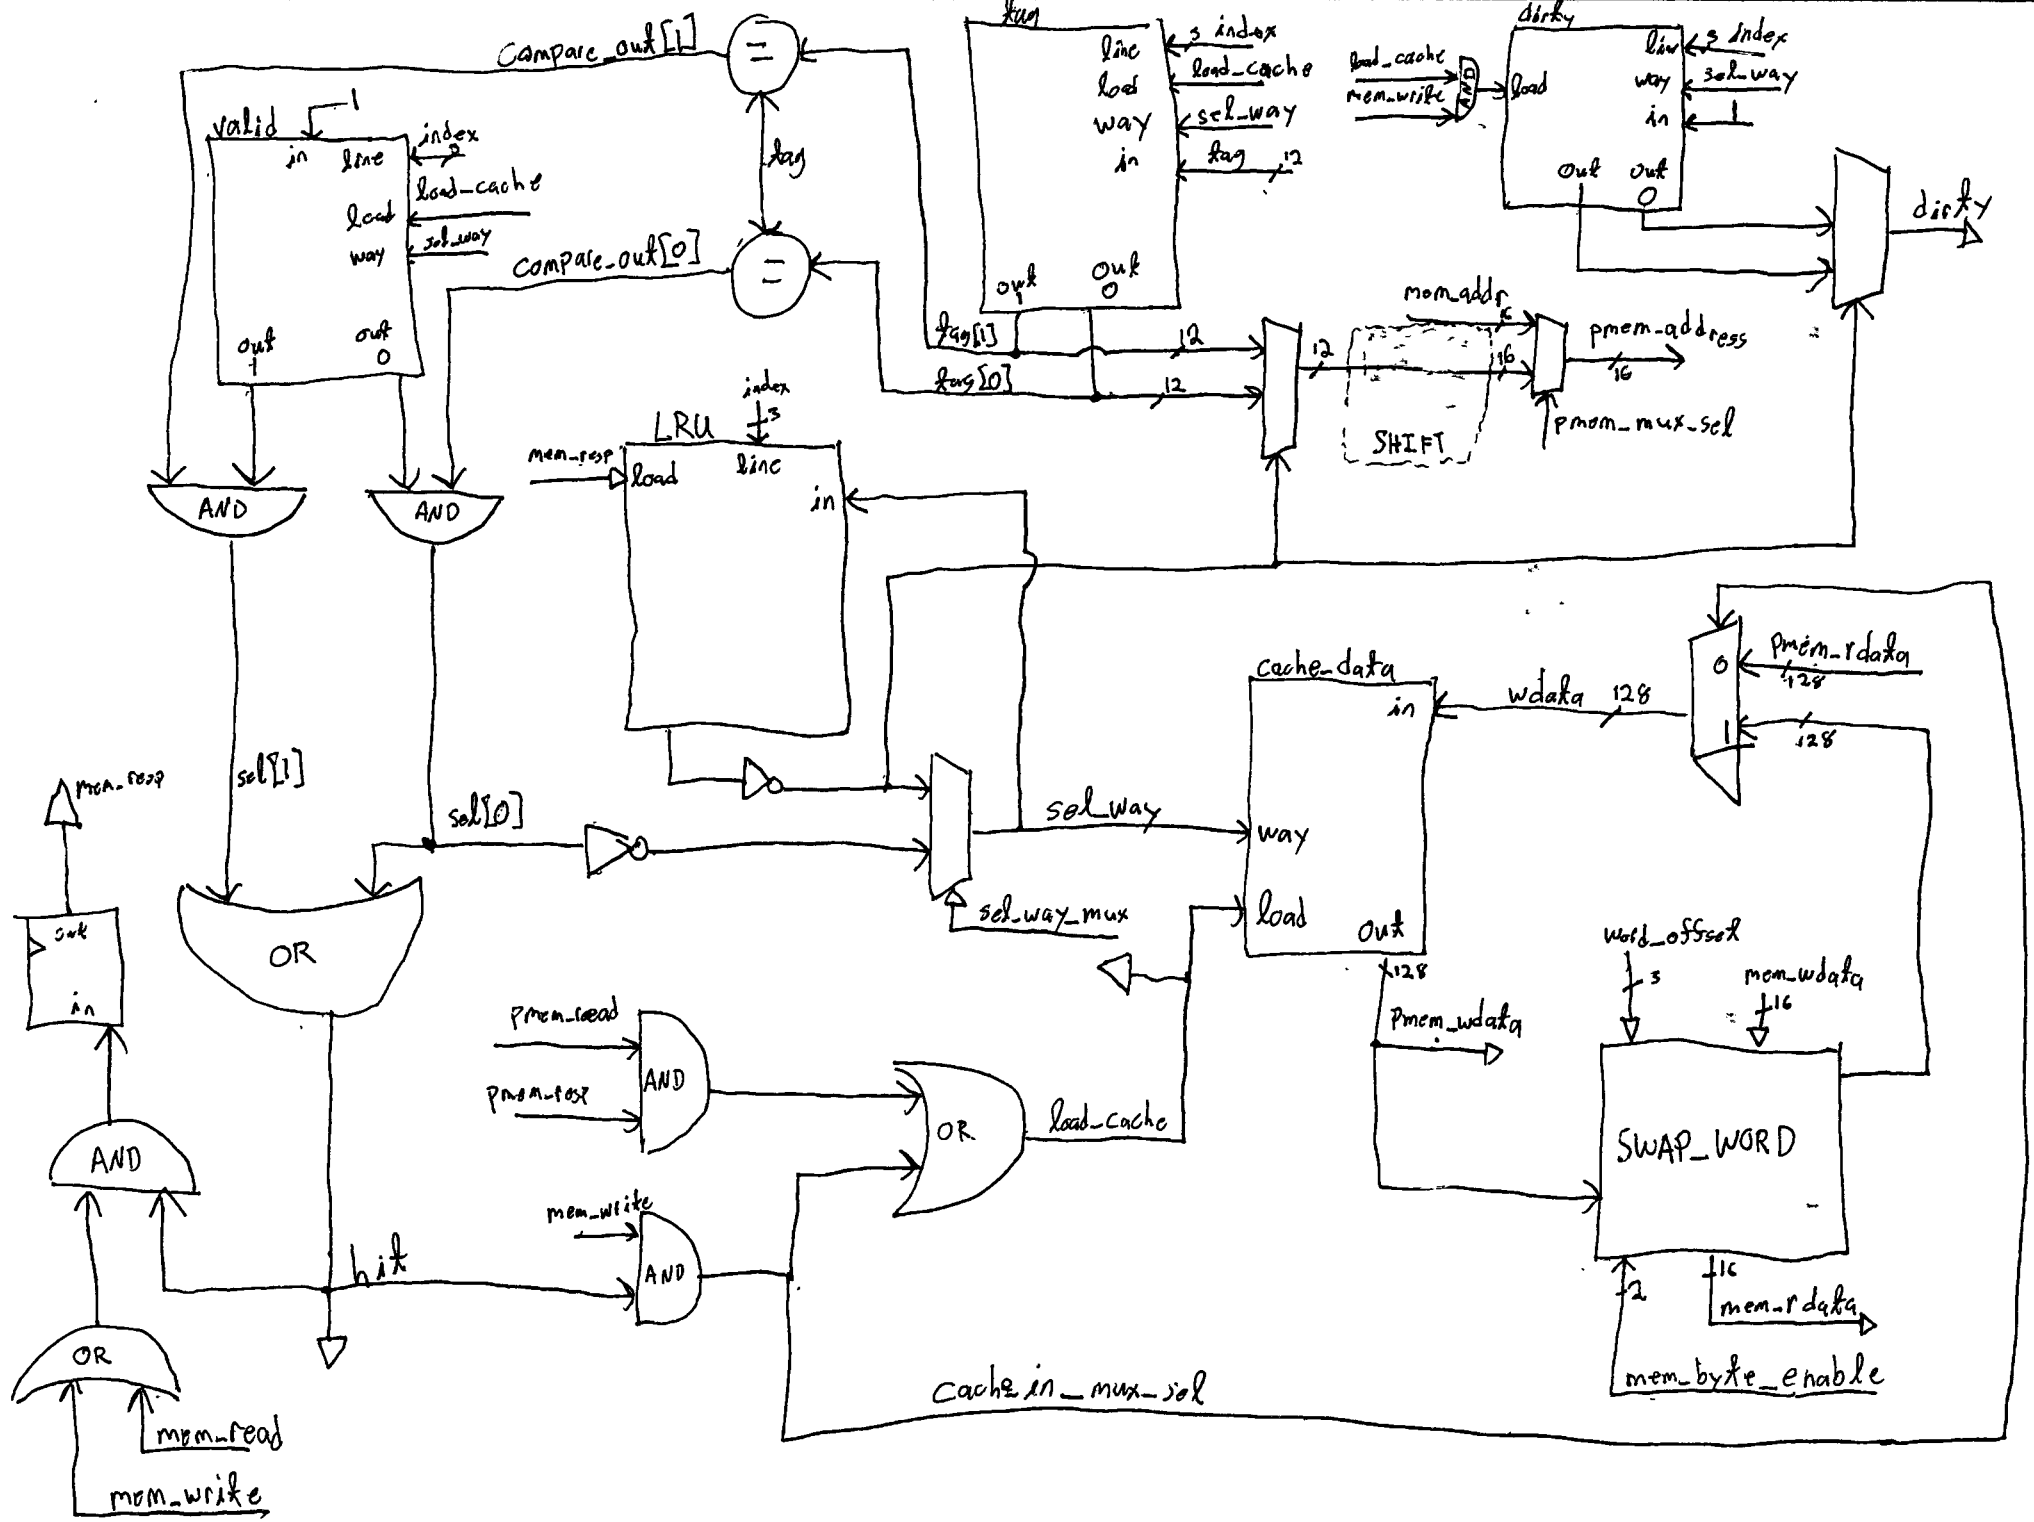 tag
dirty
compare_out[1]
=
line
3 index
load
load_cache
way
sel_way
in
tag
12
out
1
out
0
load_cache
mem_write
AND
load
line
3 index
way
sel_way
in
1
out
out
0
dirty
valid
1
in
line
index
load
load_cache
way
sel_way
out
1
out
0
tag
compare_out[0]
=
tag[1]
12
tag[0]
12
12
mem_addr
16
16
SHIFT
pmem_address
16
pmem_mux_sel
AND
AND
LRU
index
3
mem_resp
load
line
in
sel[1]
sel[0]
sel_way
sel_way_mux
cache_data
in
way
load
out
wdata
128
0
pmem_rdata
128
1
128
mem_resp
out
in
OR
AND
OR
mem_read
mem_write
hit
pmem_read
pmem_resp
AND
mem_write
AND
OR
load_cache
128
pmem_wdata
word_offset
3
mem_wdata
16
SWAP_WORD
2
16
mem_rdata
mem_byte_enable
cache_in_mux_sel